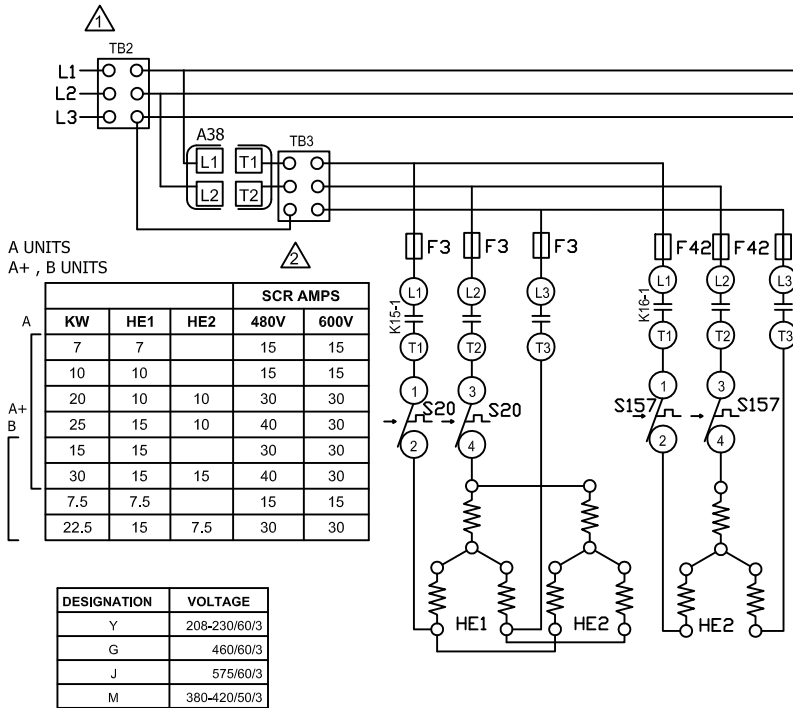 1
TB2
L1
L2
L3
A38
L1 T1
L2 T2
TB3
2
A UNITS
A+ , B UNITS
SCR AMPS
KW HE1 HE2 480V 600V
7 7 15 15
10 10 15 15
20 10 10 30 30
25 15 10 40 30
15 15 30 30
30 15 15 40 30
7.5 7.5 15 15
22.5 15 7.5 30 30
A
A+
B
F3 F3 F3 F42 F42
L1 L2 L3 L1 L2 L3
K15-1 K16-1
T1 T2 T3 T1 T2 T3
1 3 1 3
S20 S20 S157 S157
2 4 2 4
HE1 HE2 HE2
DESIGNATION VOLTAGE
Y 208-230/60/3
G 460/60/3
J 575/60/3
M 380-420/50/3